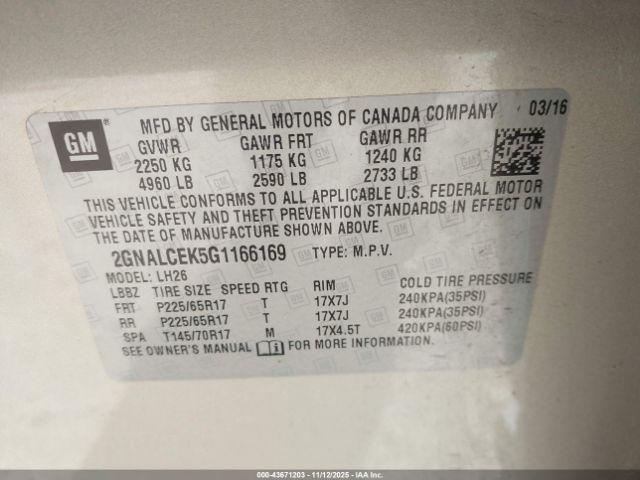 GM ®
MFD BY GENERAL MOTORS OF CANADA COMPANY 03/16
GVWR GAWR FRT GAWR RR
2250 KG 1175 KG 1240 KG
4960 LB 2590 LB 2733 LB
THIS VEHICLE CONFORMS TO ALL APPLICABLE U.S. FEDERAL MOTOR
VEHICLE SAFETY AND THEFT PREVENTION STANDARDS IN EFFECT ON
THE DATE OF MANUFACTURE SHOWN ABOVE.
2GNALCEK5G1166169 TYPE: M.P.V.
MODEL: LH26
LBBZ TIRE SIZE SPEED RTG RIM COLD TIRE PRESSURE
FRT P225/65R17 T 17X7J 240KPA(35PSI)
RR P225/65R17 T 17X7J 240KPA(35PSI)
SPA T145/70R17 M 17X4.5T 420KPA(60PSI)
SEE OWNER'S MANUAL FOR MORE INFORMATION.
000-43671203 - 11/12/2025 - IAA Inc.